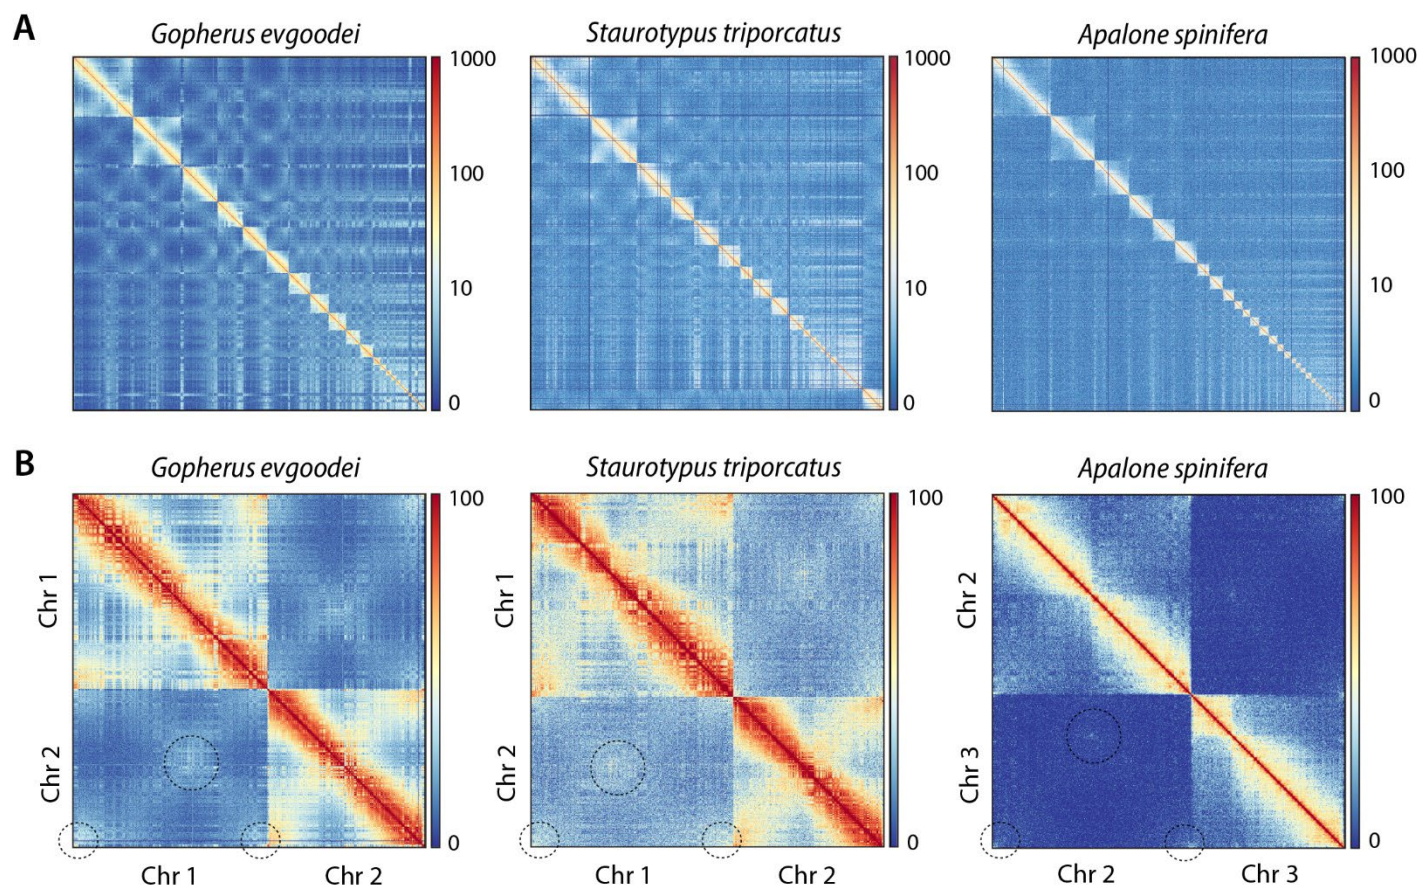 A
Gopherus evgoodei
Staurotypus triporcatus
Apalone spinifera
1000
100
10
0
1000
100
10
0
1000
100
10
0
B
Gopherus evgoodei
Staurotypus triporcatus
Apalone spinifera
Chr 1
Chr 2
100
0
Chr 1 Chr 2
Chr 1
Chr 2
100
0
Chr 1 Chr 2
Chr 2
Chr 3
100
0
Chr 2 Chr 3